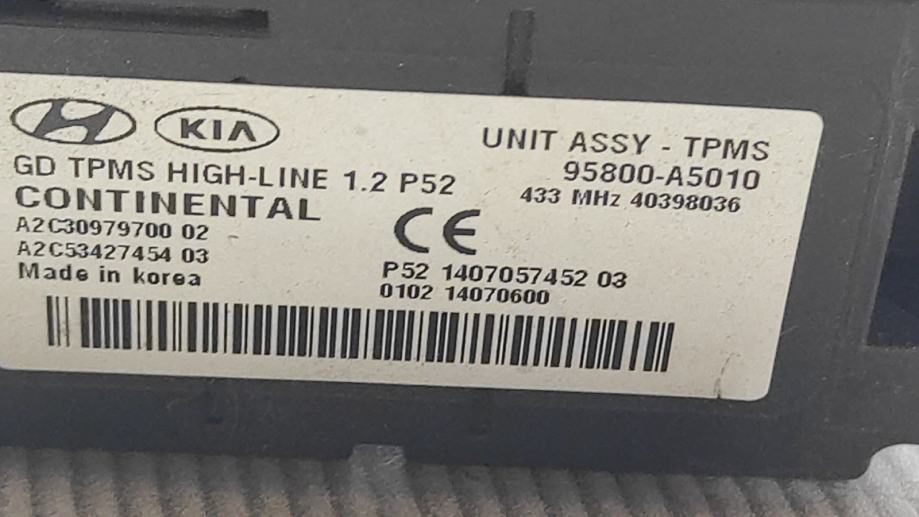 KIA
GD TPMS HIGH-LINE 1.2 P52
CONTINENTAL
A2C30979700 02
A2C53427454 03
Made in korea
UNIT ASSY - TPMS
95800-A5010
433 MHz 40398036
CE
P52 1407057452 03
0102 14070600